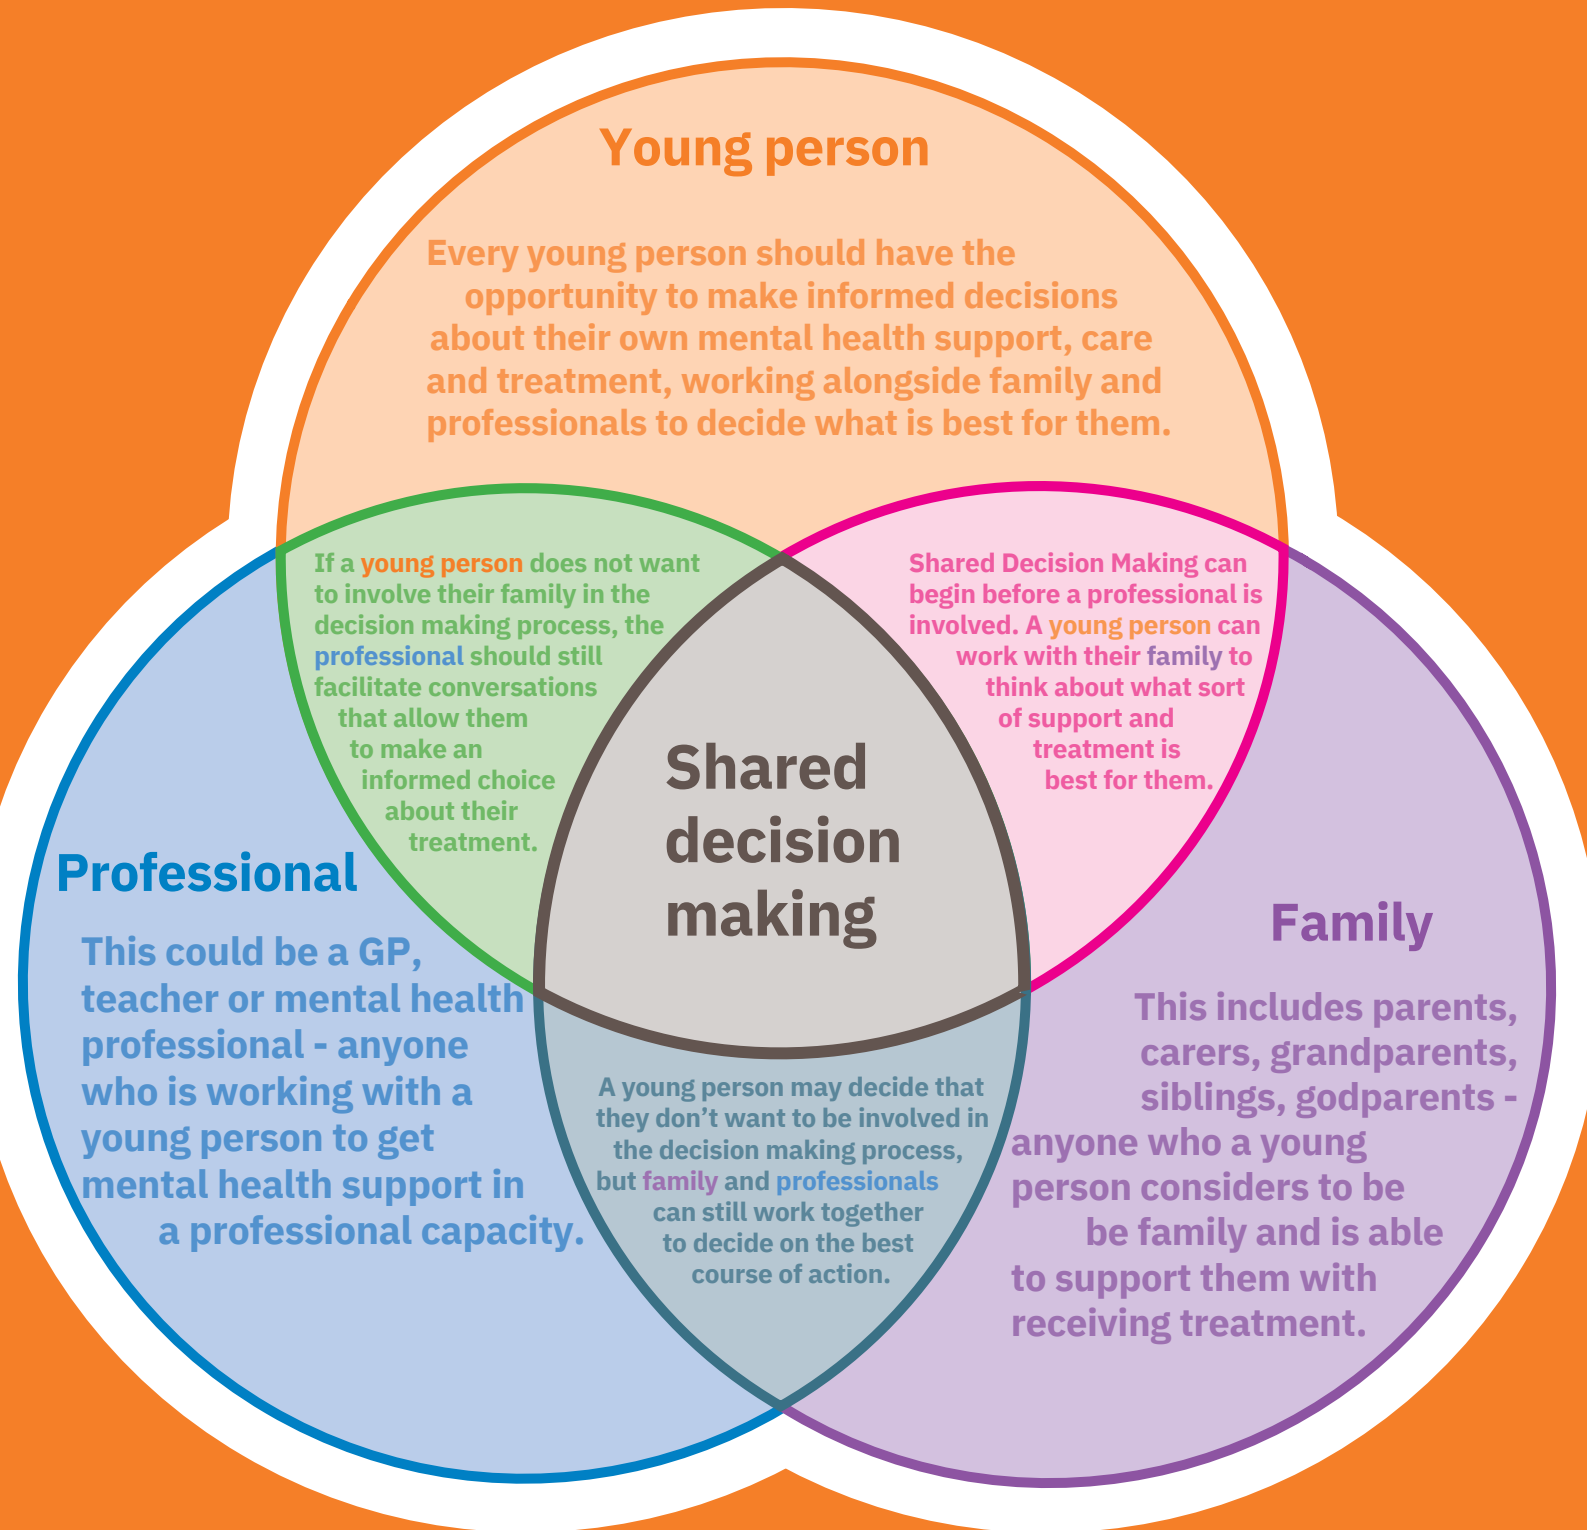 Young person
Every young person should have the
opportunity to make informed decisions
about their own mental health support, care
and treatment, working alongside family and
professionals to decide what is best for them.
If a young person does not want
to involve their family in the
decision making process, the
professional should still
facilitate conversations
that allow them
to make an
informed choice
about their
treatment.
Shared Decision Making can
begin before a professional is
involved. A young person can
work with their family to
think about what sort
of support and
treatment is
best for them.
Shared
decision
making
Professional
This could be a GP,
teacher or mental health
professional - anyone
who is working with a
young person to get
mental health support in
a professional capacity.
Family
This includes parents,
carers, grandparents,
siblings, godparents -
anyone who a young
person considers to be
be family and is able
to support them with
receiving treatment.
A young person may decide that
they don't want to be involved in
the decision making process,
but family and professionals
can still work together
to decide on the best
course of action.